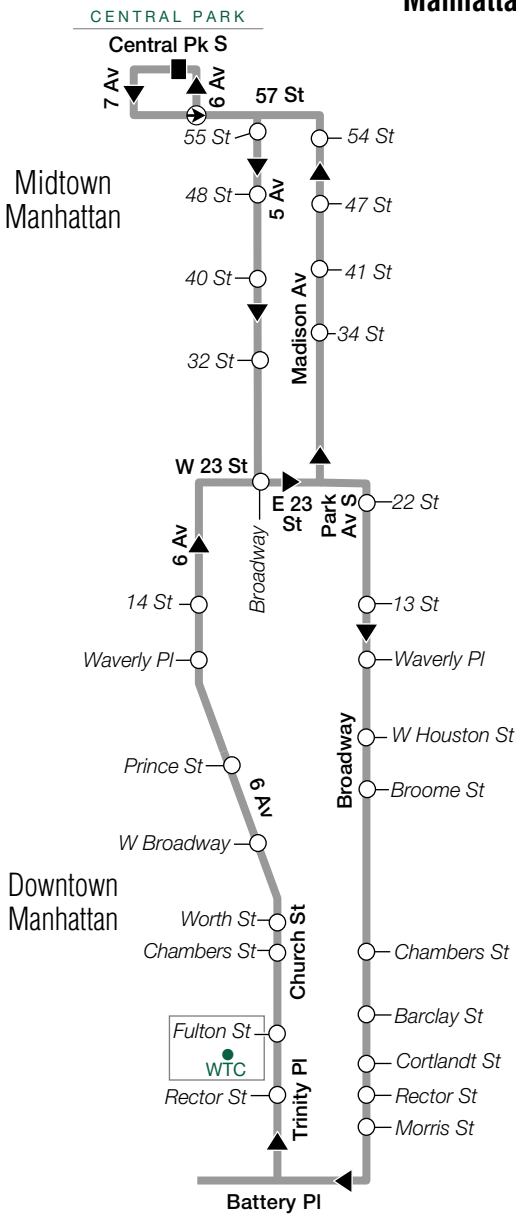 Manhatta
CENTRAL PARK
Central Pk S
7 Av
6 Av
57 St
55 St
54 St
Midtown
Manhattan
48 St
5 Av
47 St
40 St
41 St
Madison Av
34 St
32 St
W 23 St
E 23
St
Park
Av S
22 St
6 Av
Broadway
14 St
13 St
Waverly Pl
Waverly Pl
Broadway
W Houston St
Prince St
6 Av
Broome St
W Broadway
Downtown
Manhattan
Worth St
Church St
Chambers St
Chambers St
Barclay St
Fulton St
WTC
Cortlandt St
Trinity Pl
Rector St
Rector St
Morris St
Battery Pl